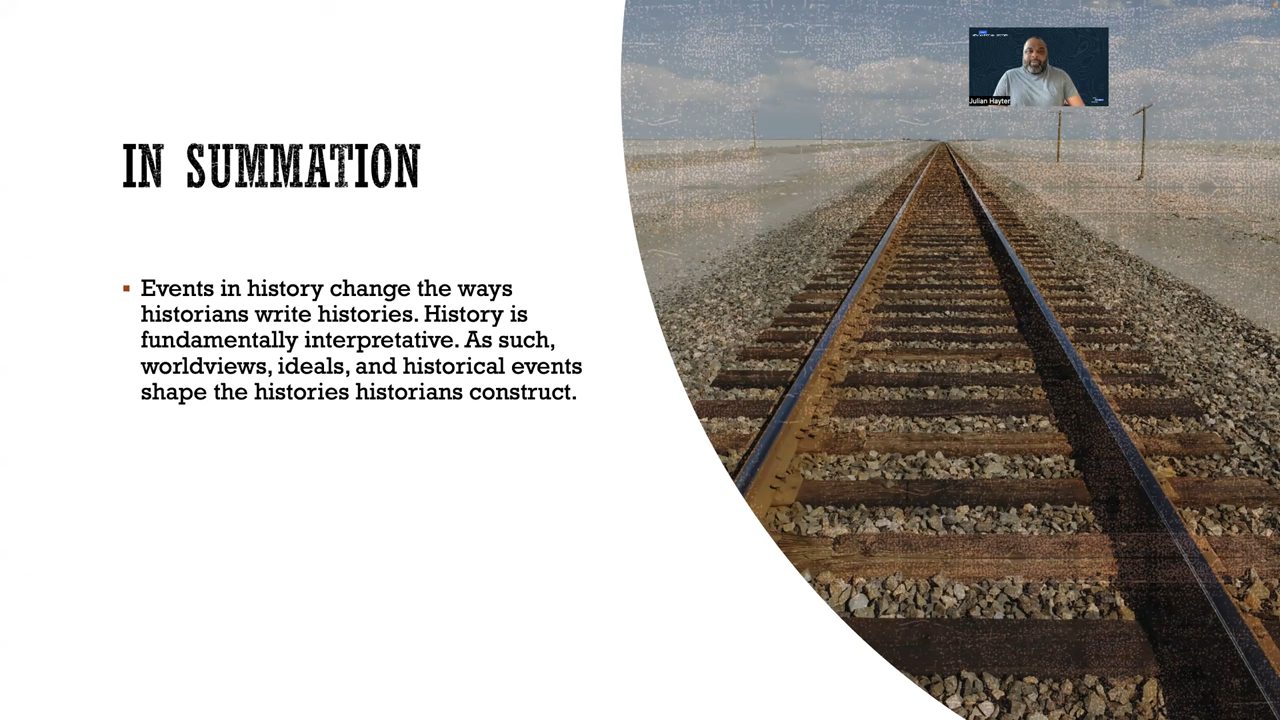 IN SUMMATION
▪ Events in history change the ways
historians write histories. History is
fundamentally interpretative. As such,
worldviews, ideals, and historical events
shape the histories historians construct.
Julian Hayter